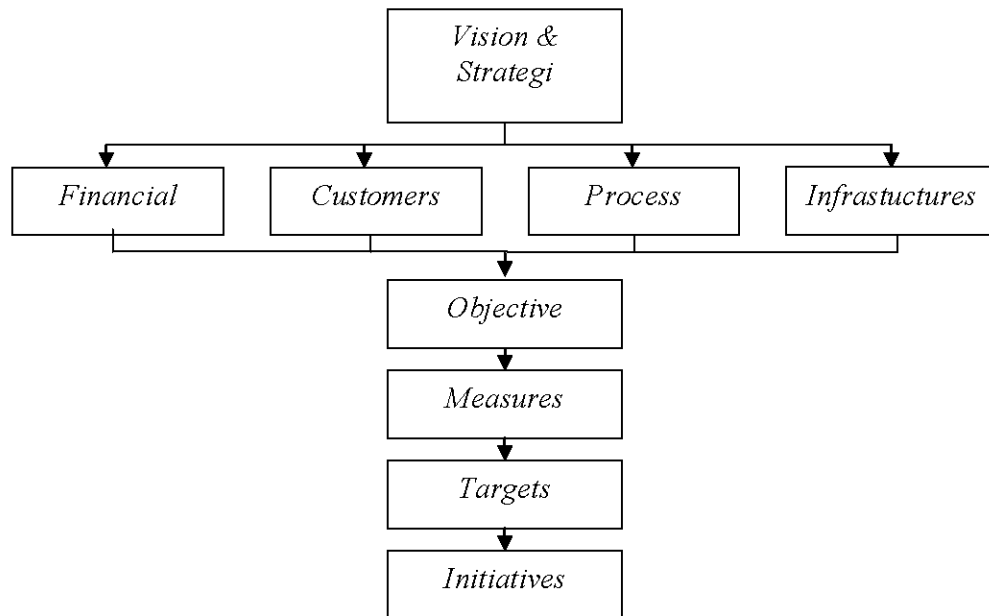 Vision &
Strategi
Financial
Customers
Process
Infrastuctures
Objective
Measures
Targets
Initiatives